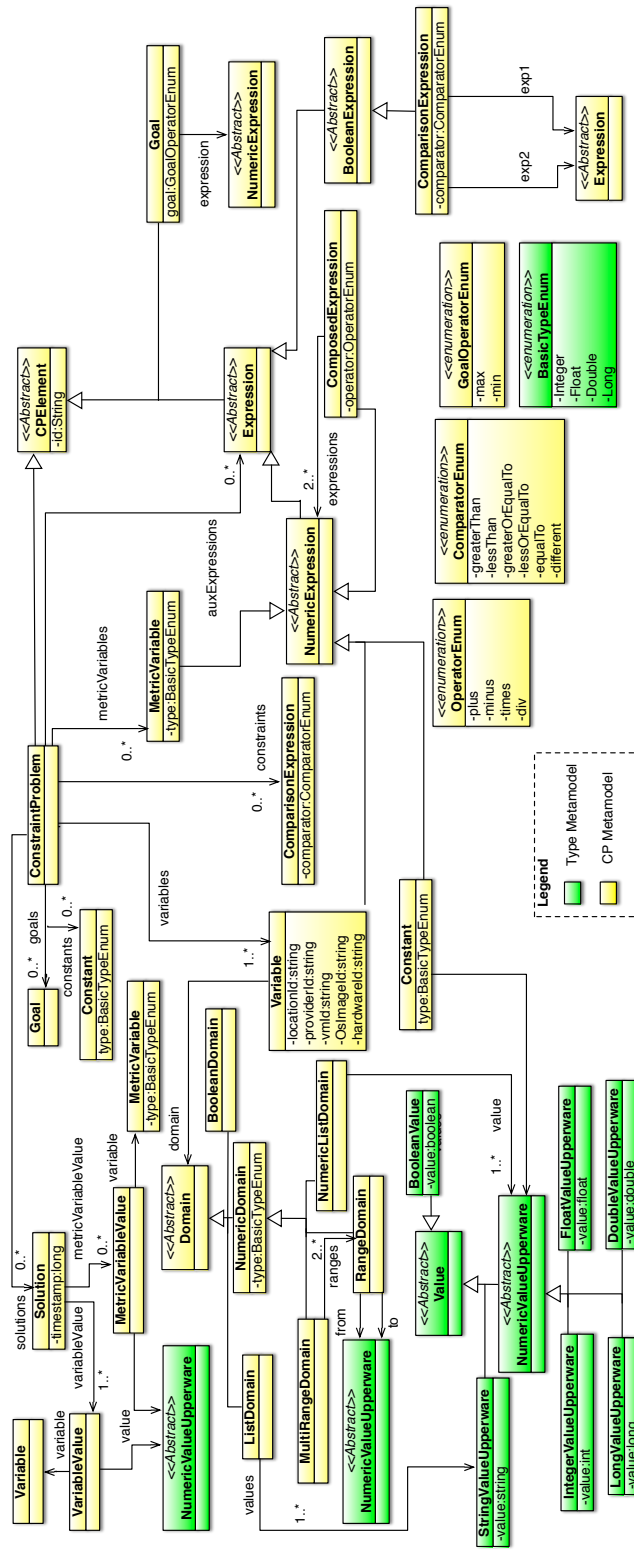 solutions
0..*
Solution
-timestamp:long
variableValue
1..*
metricVariableValue
0..*
Variable
variable
VariableValue
value
MetricVariableValue
variable
MetricVariable
-type:BasicTypeEnum
<<Abstract>>
NumericValueUpperware
Goal
0..*
goals
constants
0..*
Constant
type:BasicTypeEnum
ConstraintProblem
<<Abstract>>
CPElement
-id:String
Goal
goal:GoalOperatorEnum
expression
<<Abstract>>
NumericExpression
metricVariables
0..*
MetricVariable
-type:BasicTypeEnum
auxExpressions
0..*
<<Abstract>>
Expression
<<Abstract>>
BooleanExpression
variables
1..*
constraints
0..*
ComparisonExpression
-comparator:ComparatorEnum
<<Abstract>>
NumericExpression
2..*
expressions
ComposedExpression
-operator:OperatorEnum
ComparisonExpression
-comparator:ComparatorEnum
exp2
exp1
<<Abstract>>
Expression
domain
<<Abstract>>
Domain
BooleanDomain
Variable
-locationId:string
-providerId:string
-vmId:string
-OsImageId:string
-hardwareId:string
ListDomain
values
1..*
NumericDomain
-type:BasicTypeEnum
MultiRangeDomain
2..*
ranges
RangeDomain
NumericListDomain
from
to
<<Abstract>>
NumericValueUpperware
value
1..*
Constant
type:BasicTypeEnum
<<Abstract>>
Value
BooleanValue
-value:boolean
StringValueUpperware
-value:string
<<Abstract>>
NumericValueUpperware
IntegerValueUpperware
-value:int
FloatValueUpperware
-value:float
LongValueUpperware
-value:long
DoubleValueUpperware
-value:double
<<enumeration>>
OperatorEnum
-plus
-minus
-times
-div
<<enumeration>>
ComparatorEnum
-greaterThan
-lessThan
-greaterOrEqualTo
-lessOrEqualTo
-equalTo
-different
<<enumeration>>
GoalOperatorEnum
-max
-min
<<enumeration>>
BasicTypeEnum
-Integer
-Float
-Double
-Long
Legend
Type Metamodel
CP Metamodel